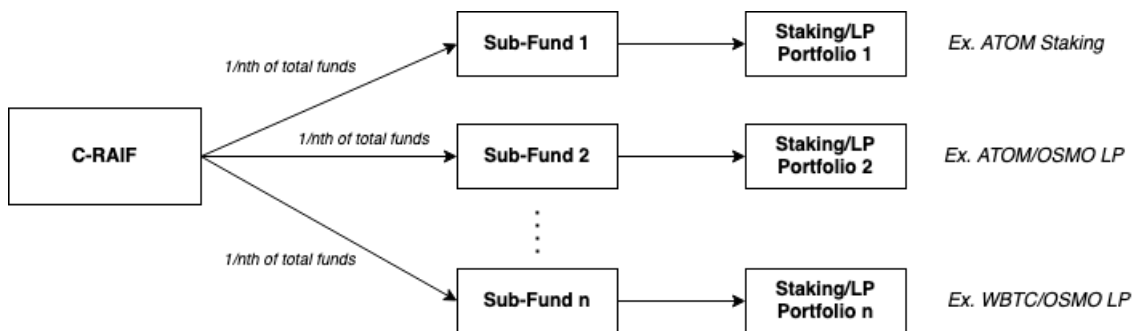 Sub-Fund 1
Staking/LP
Portfolio 1
Ex. ATOM Staking
1/nth of total funds
C-RAIF
1/nth of total funds
Sub-Fund 2
Staking/LP
Portfolio 2
Ex. ATOM/OSMO LP
1/nth of total funds
Sub-Fund n
Staking/LP
Portfolio n
Ex. WBTC/OSMO LP